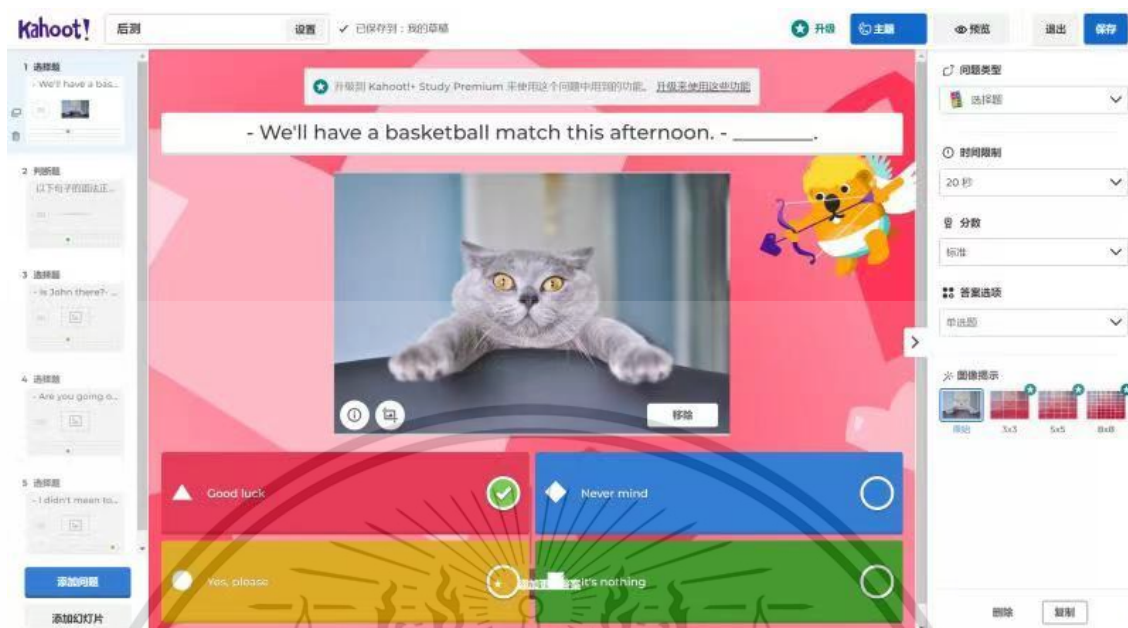 Kahoot!
后测
设置
✓ 已保存到：我的草稿
升级
主题
预览
退出
保存
1 选择题
- We'll have a bas...
2 判断题
以下句子的语法正...
3 选择题
- Is John there?- ...
4 选择题
- Are you going o...
5 选择题
- I didn't mean to...
添加问题
添加幻灯片
升级到 Kahoot!+ Study Premium 来使用这个问题中用到的功能。 升级来使用这些功能
- We'll have a basketball match this afternoon. - _______.
移除
Good luck
Never mind
Yes, please
It's nothing
问题类型
选择题
时间限制
20 秒
分数
标准
答案选项
单选题
图像揭示
原始
3x3
5x5
8x8
删除
复制